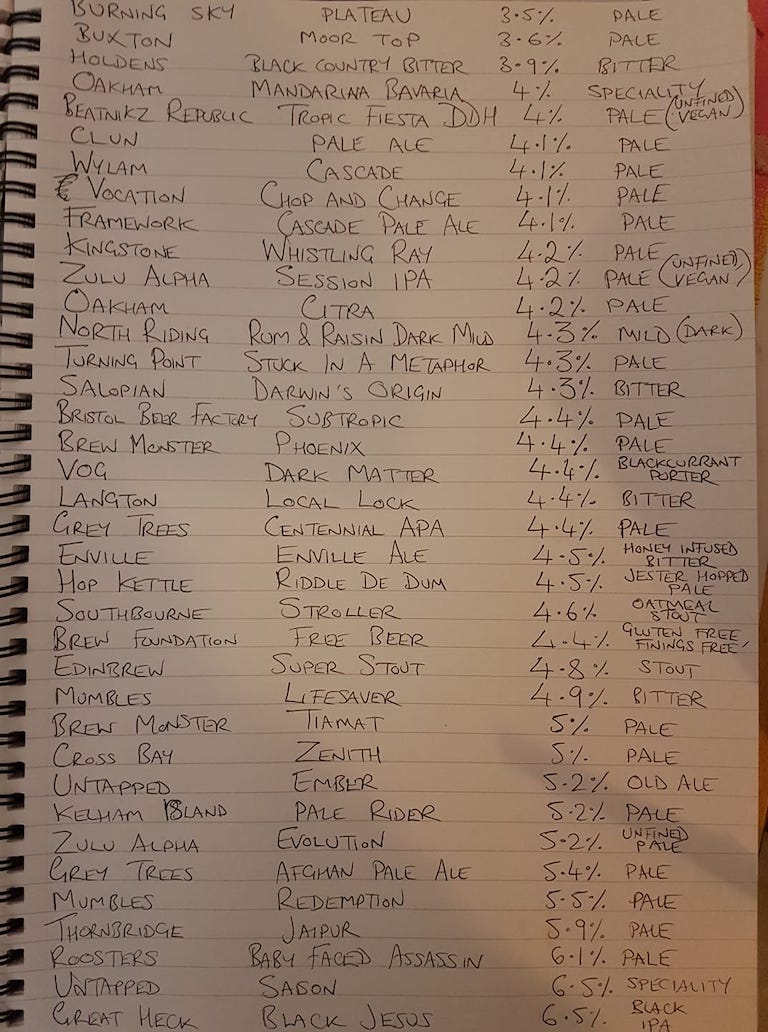 BURNING SKY PLATEAU 3.5% PALE
BUXTON MOOR TOP 3.6% PALE
HOLDENS BLACK COUNTRY BITTER 3.9% BITTER
OAKHAM MANDARINA BAVARIA 4% SPECIALITY
BEATNIKZ REPUBLIC TROPIC FIESTA DDH 4% PALE (UNFINED/VEGAN)
CLUN PALE ALE 4.1% PALE
WYLAM CASCADE 4.1% PALE
VOCATION CHOP AND CHANGE 4.1% PALE
FRAMEWORK CASCADE PALE ALE 4.1% PALE
KINGSTONE WHISTLING RAY 4.2% PALE
ZULU ALPHA SESSION IPA 4.2% PALE (UNFINED, VEGAN)
OAKHAM CITRA 4.2% PALE
NORTH RIDING RUM & RAISIN DARK MILD 4.3% MILD (DARK)
TURNING POINT STUCK IN A METAPHOR 4.3% PALE
SALOPIAN DARWIN'S ORIGIN 4.3% BITTER
BRISTOL BEER FACTORY SUBTROPIC 4.4% PALE
BREW MONSTER PHOENIX 4.4% PALE
VOG DARK MATTER 4.4% BLACKCURRANT PORTER
LANGTON LOCAL LOCK 4.4% BITTER
GREY TREES CENTENNIAL APA 4.4% PALE
ENVILLE ENVILLE ALE 4.5% HONEY INFUSED BITTER
HOP KETTLE RIDDLE DE DUM 4.5% JESTER HOPPED PALE
SOUTHBOURNE STROLLER 4.6% OATMEAL STOUT
BREW FOUNDATION FREE BEER 4.4% GLUTEN FREE, FININGS FREE
EDINBREW SUPER STOUT 4.8% STOUT
MUMBLES LIFESAVER 4.9% BITTER
BREW MONSTER TIAMAT 5% PALE
CROSS BAY ZENITH 5% PALE
UNTAPPED EMBER 5.2% OLD ALE
KELHAM ISLAND PALE RIDER 5.2% PALE
ZULU ALPHA EVOLUTION 5.2% UNFINED PALE
GREY TREES AFGHAN PALE ALE 5.4% PALE
MUMBLES REDEMPTION 5.5% PALE
THORNBRIDGE JAIPUR 5.9% PALE
ROOSTERS BABY FACED ASSASSIN 6.1% PALE
UNTAPPED SAISON 6.5% SPECIALITY
GREAT HECK BLACK JESUS 6.5% BLACK IPA